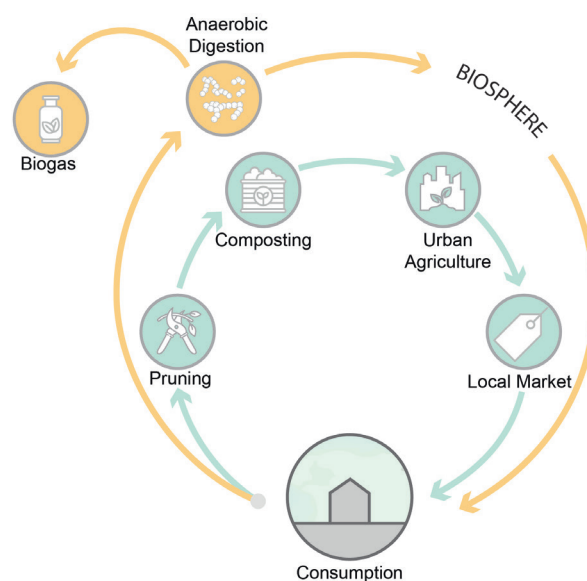 Anaerobic
Digestion
BIOSPHERE
Biogas
Composting
Urban
Agriculture
Pruning
Local Market
Consumption